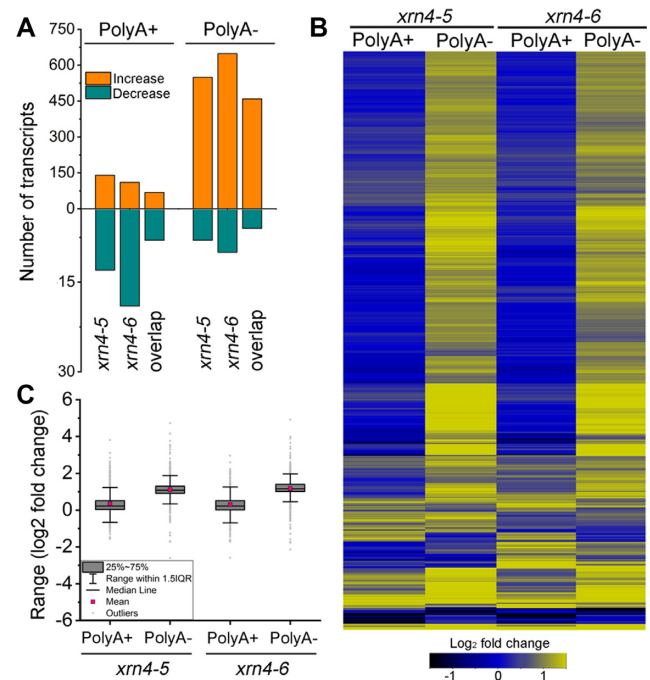 A
Number of transcripts
750
600
450
300
150
0
15
30
PolyA+ PolyA-
Increase
Decrease
xrn4-5
xrn4-6
overlap
xrn4-5
xrn4-6
overlap
B
xrn4-5 xrn4-6
PolyA+ PolyA- PolyA+ PolyA-
Log2 fold change
-1 0 1
C
Range (log2 fold change)
6
4
2
0
-2
-4
-6
25%~75%
Range within 1.5IQR
Median Line
Mean
Outliers
PolyA+ PolyA- PolyA+ PolyA-
xrn4-5 xrn4-6